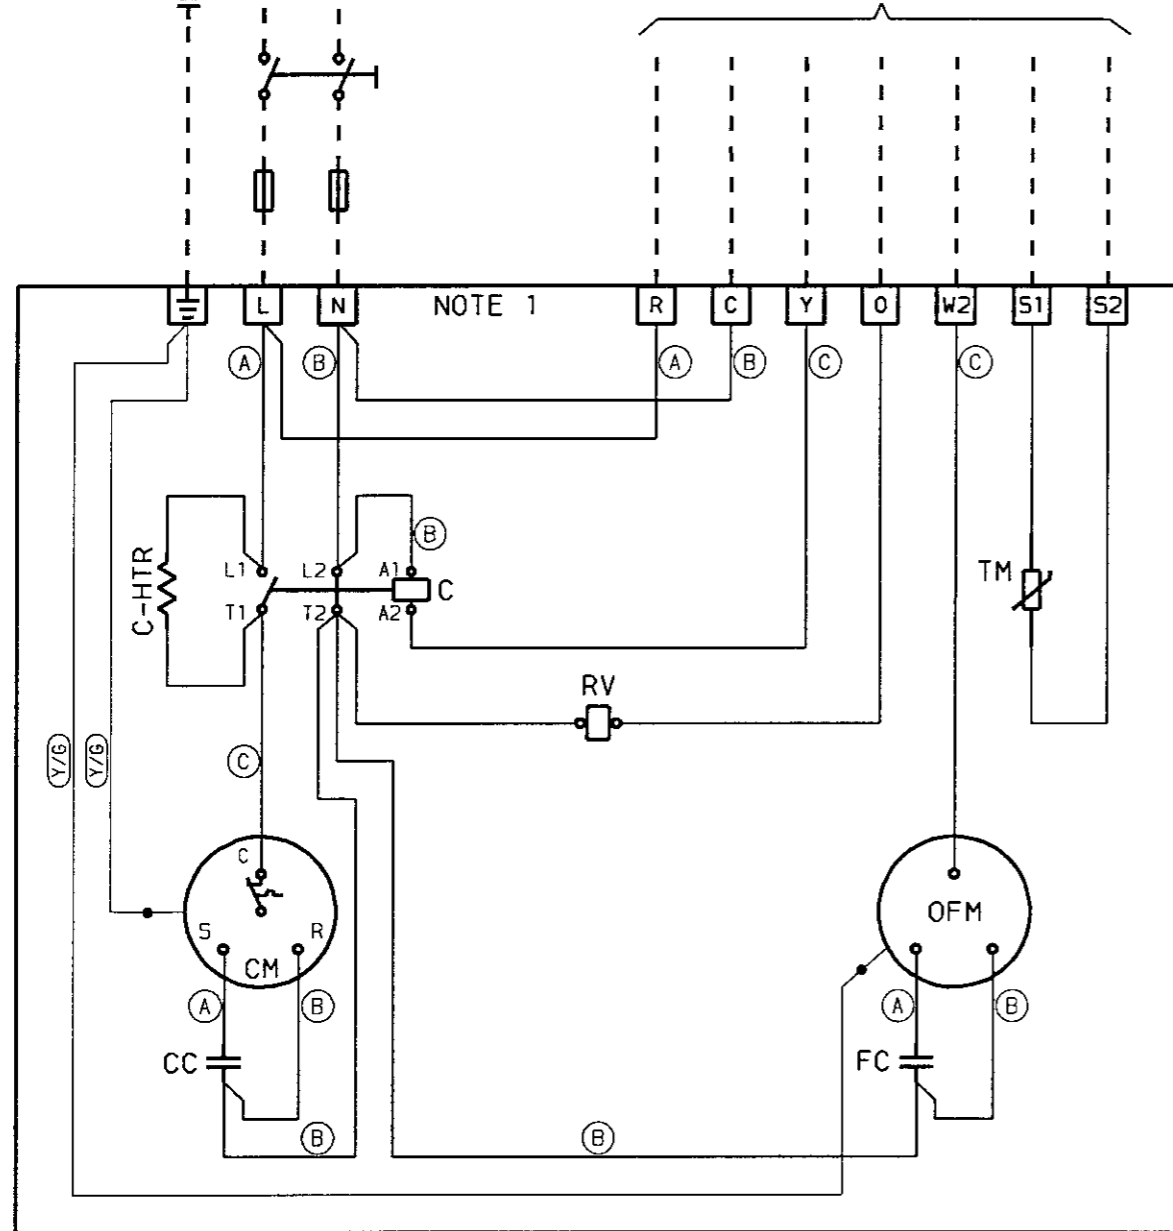 L N NOTE 1 R C Y O W2 S1 S2
A B A B C C
B
C-HTR
L1 L2 A1 C
T1 T2 A2
TM
RV
Y/G Y/G C
C
S R
CM
OFM
A B A B
CC FC
B B